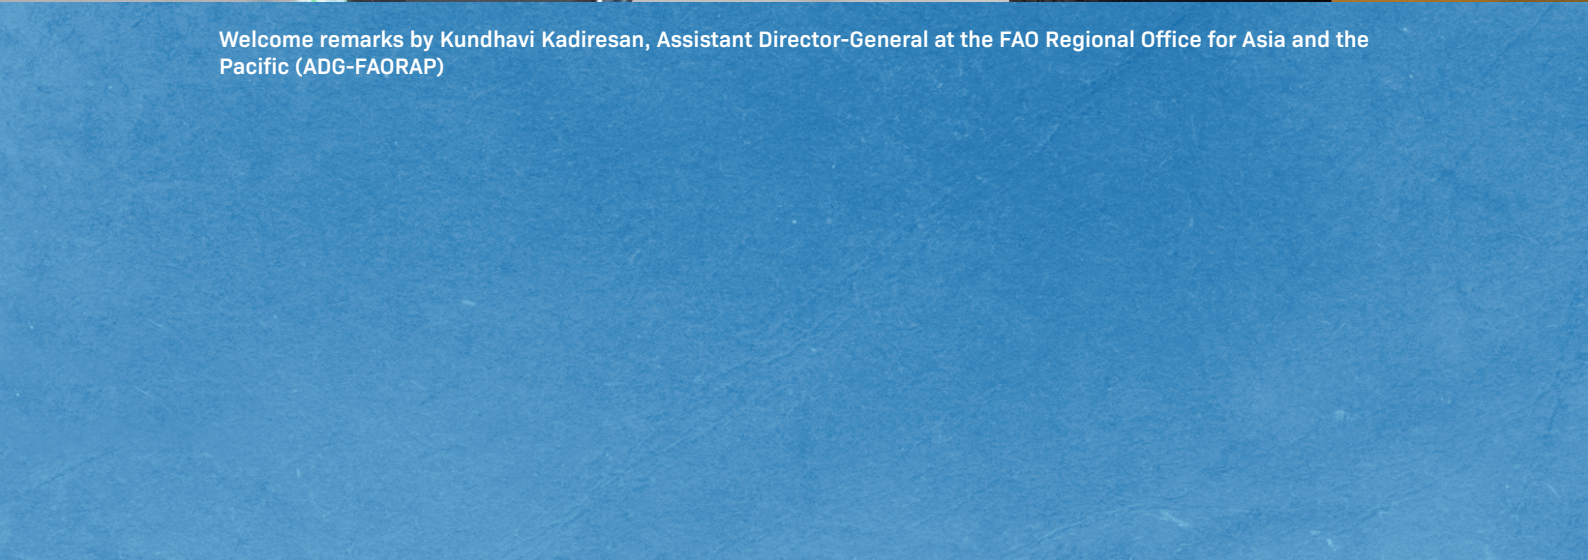 Welcome remarks by Kundhavi Kadiresan, Assistant Director-General at the FAO Regional Office for Asia and the
Pacific (ADG-FAORAP)